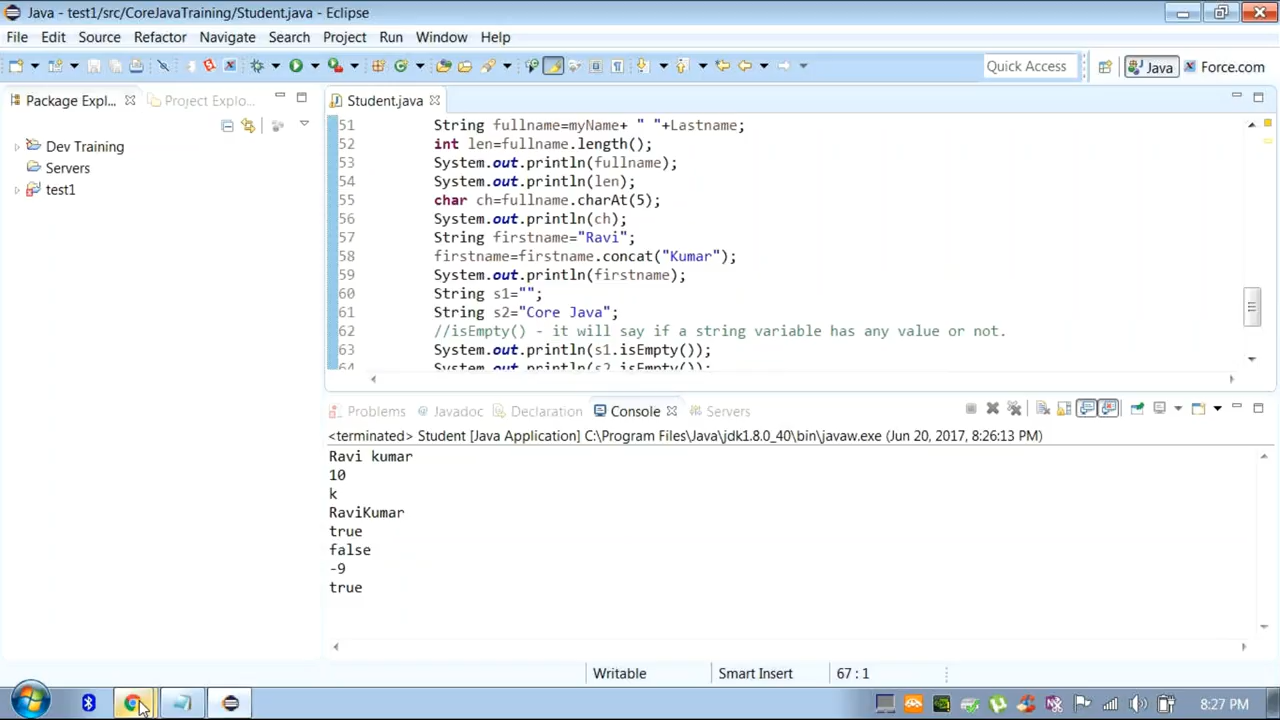 Java - test1/src/CoreJavaTraining/Student.java - Eclipse
File Edit Source Refactor Navigate Search Project Run Window Help
Quick Access Java Force.com
Package Expl... Project Explo...
Dev Training
Servers
test1
Student.java
51 String fullname=myName+ " "+Lastname;
52 int len=fullname.length();
53 System.out.println(fullname);
54 System.out.println(len);
55 char ch=fullname.charAt(5);
56 System.out.println(ch);
57 String firstname="Ravi";
58 firstname=firstname.concat("Kumar");
59 System.out.println(firstname);
60 String s1="";
61 String s2="Core Java";
62 //isEmpty() - it will say if a string variable has any value or not.
63 System.out.println(s1.isEmpty());
64 System.out.println(s2.isEmpty());
Problems @ Javadoc Declaration Console Servers
<terminated> Student [Java Application] C:\Program Files\Java\jdk1.8.0_40\bin\javaw.exe (Jun 20, 2017, 8:26:13 PM)
Ravi kumar
10
k
RaviKumar
true
false
-9
true
Writable Smart Insert 67 : 1
8:27 PM